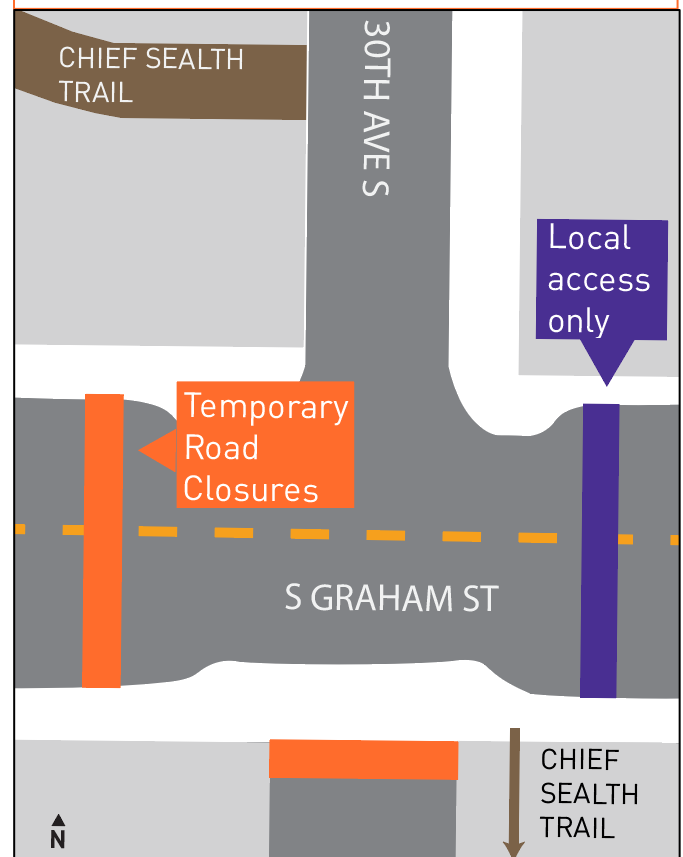 CHIEF SEALTH
TRAIL
30TH AVE S
Local
access
only
Temporary
Road
Closures
S GRAHAM ST
CHIEF
SEALTH
TRAIL
N